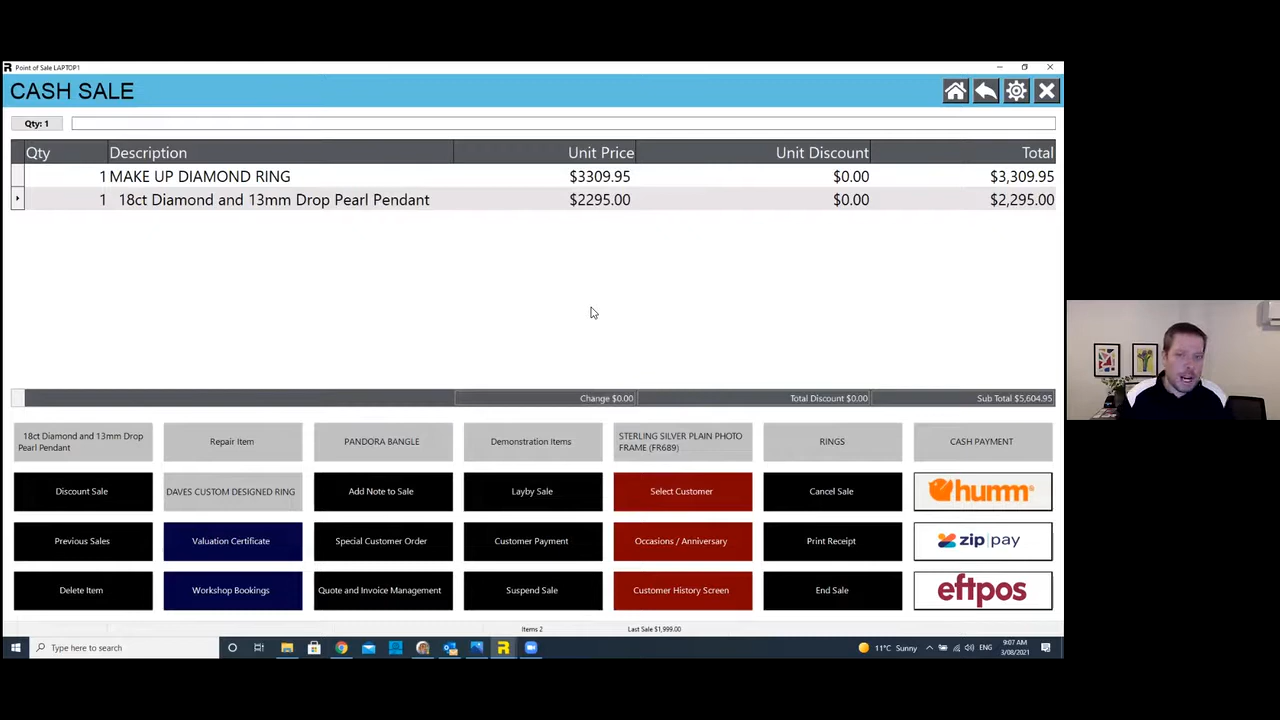 Point of Sale LAPTOP1
CASH SALE
Qty: 1
Qty Description Unit Price Unit Discount Total
1 MAKE UP DIAMOND RING $3309.95 $0.00 $3,309.95
1 18ct Diamond and 13mm Drop Pearl Pendant $2295.00 $0.00 $2,295.00
Change $0.00 Total Discount $0.00 Sub Total $5,604.95
18ct Diamond and 13mm Drop
Pearl Pendant
Repair Item
PANDORA BANGLE
Demonstration Items
STERLING SILVER PLAIN PHOTO
FRAME (FR689)
RINGS
CASH PAYMENT
Discount Sale
DAVES CUSTOM DESIGNED RING
Add Note to Sale
Layby Sale
Select Customer
Cancel Sale
humm
Previous Sales
Valuation Certificate
Special Customer Order
Customer Payment
Occasions / Anniversary
Print Receipt
zip pay
Delete Item
Workshop Bookings
Quote and Invoice Management
Suspend Sale
Customer History Screen
End Sale
eftpos
Items 2 Last Sale $1,999.00
Type here to search
11°C Sunny
ENG
9:07 AM
3/08/2021